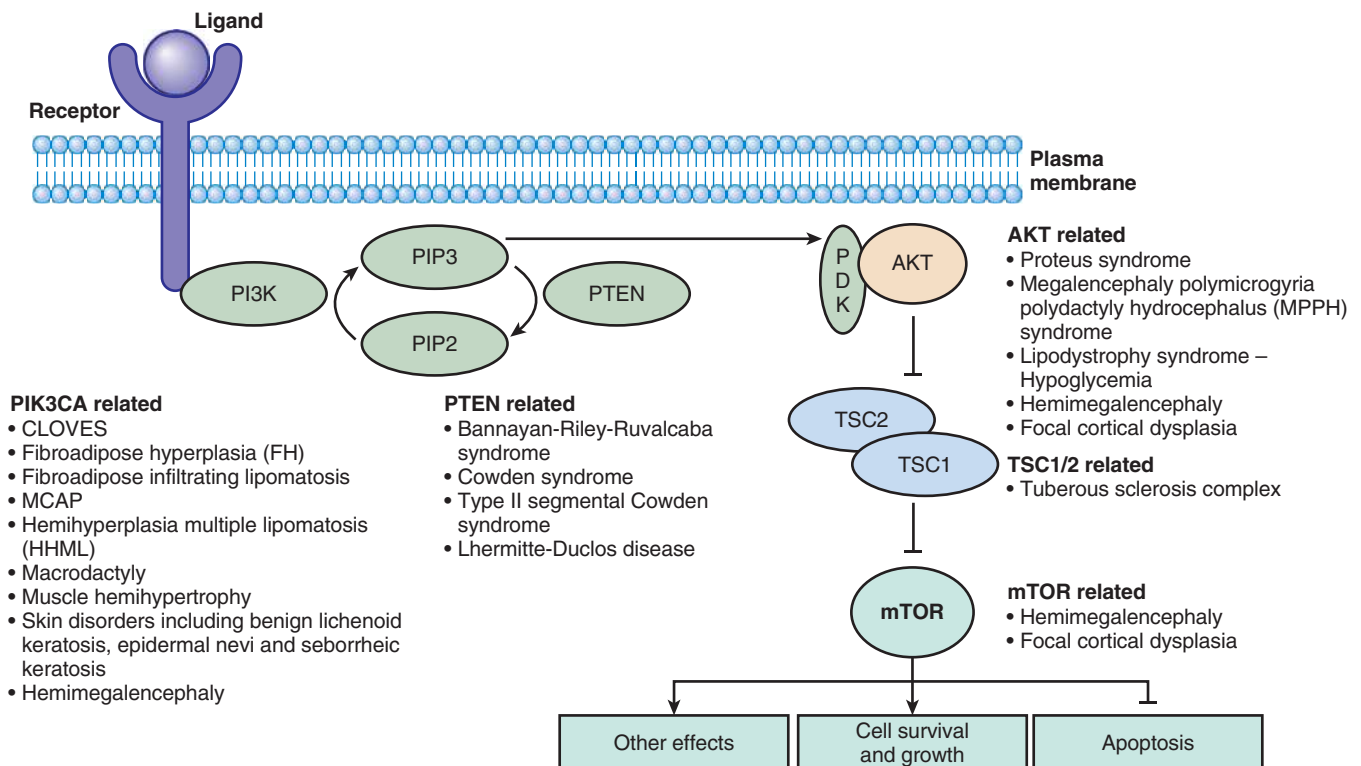 Ligand
Receptor
Plasma
membrane
PI3K
PIP3
PIP2
PTEN
P
D
K
AKT
AKT related
• Proteus syndrome
• Megalencephaly polymicrogyria
polydactyly hydrocephalus (MPPH)
syndrome
• Lipodystrophy syndrome –
Hypoglycemia
• Hemimegalencephaly
• Focal cortical dysplasia
PIK3CA related
• CLOVES
• Fibroadipose hyperplasia (FH)
• Fibroadipose infiltrating lipomatosis
• MCAP
• Hemihyperplasia multiple lipomatosis
(HHML)
• Macrodactyly
• Muscle hemihypertrophy
• Skin disorders including benign lichenoid
keratosis, epidermal nevi and seborrheic
keratosis
• Hemimegalencephaly
PTEN related
• Bannayan-Riley-Ruvalcaba
syndrome
• Cowden syndrome
• Type II segmental Cowden
syndrome
• Lhermitte-Duclos disease
TSC2
TSC1
TSC1/2 related
• Tuberous sclerosis complex
mTOR
mTOR related
• Hemimegalencephaly
• Focal cortical dysplasia
Other effects
Cell survival
and growth
Apoptosis